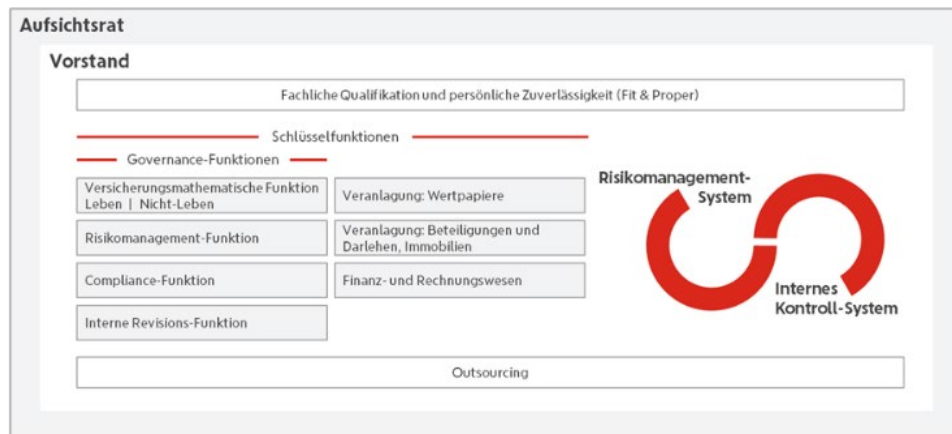 Aufsichtsrat
Vorstand
Fachliche Qualifikation und persönliche Zuverlässigkeit (Fit & Proper)
Schlüsselfunktionen
Governance-Funktionen
Versicherungsmathematische Funktion
Leben | Nicht-Leben
Risikomanagement-Funktion
Compliance-Funktion
Interne Revisions-Funktion
Veranlagung: Wertpapiere
Veranlagung: Beteiligungen und
Darlehen, Immobilien
Finanz- und Rechnungswesen
Risikomanagement-
System
Internes
Kontroll-System
Outsourcing